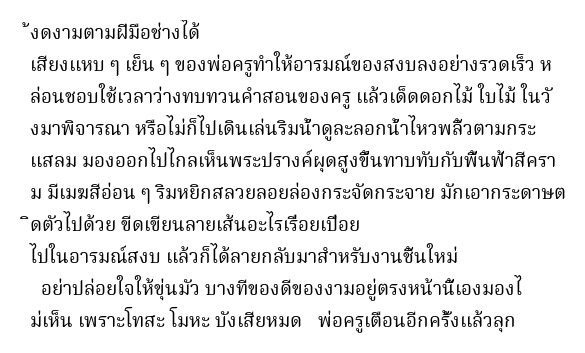 ้งดงามตามฝีมือช่างได้
เสียงแหบ ๆ เย็น ๆ ของพ่อครูทำให้อารมณ์ของสงบลงอย่างรวดเร็ว ห
ล่อนชอบใช้เวลาว่างทบทวนคำสอนของครู แล้วเด็ดดอกไม้ ใบไม้ ในวั
งมาพิจารณา หรือไม่ก็ไปเดินเล่นริมน้ำดูละลอกน้ำไหวพลิ้วตามกระ
แสลม มองออกไปไกลเห็นพระปรางค์ผุดสูงขึ้นทาบทับกับพื้นฟ้าสีครา
ม มีเมฆสีอ่อน ๆ ริมหยิกสลวยลอยล่องกระจัดกระจาย มักเอากระดาษต
ิดตัวไปด้วย ขีดเขียนลายเส้นอะไรเรื่อยเปื่อย
ไปในอารมณ์สงบ แล้วก็ได้ลายกลับมาสำหรับงานชิ้นใหม่
อย่าปล่อยใจให้ขุ่นมัว บางทีของดีของงามอยู่ตรงหน้านี้เองมองไ
ม่เห็น เพราะโทสะ โมหะ บังเสียหมด พ่อครูเตือนอีกครั้งแล้วลุก